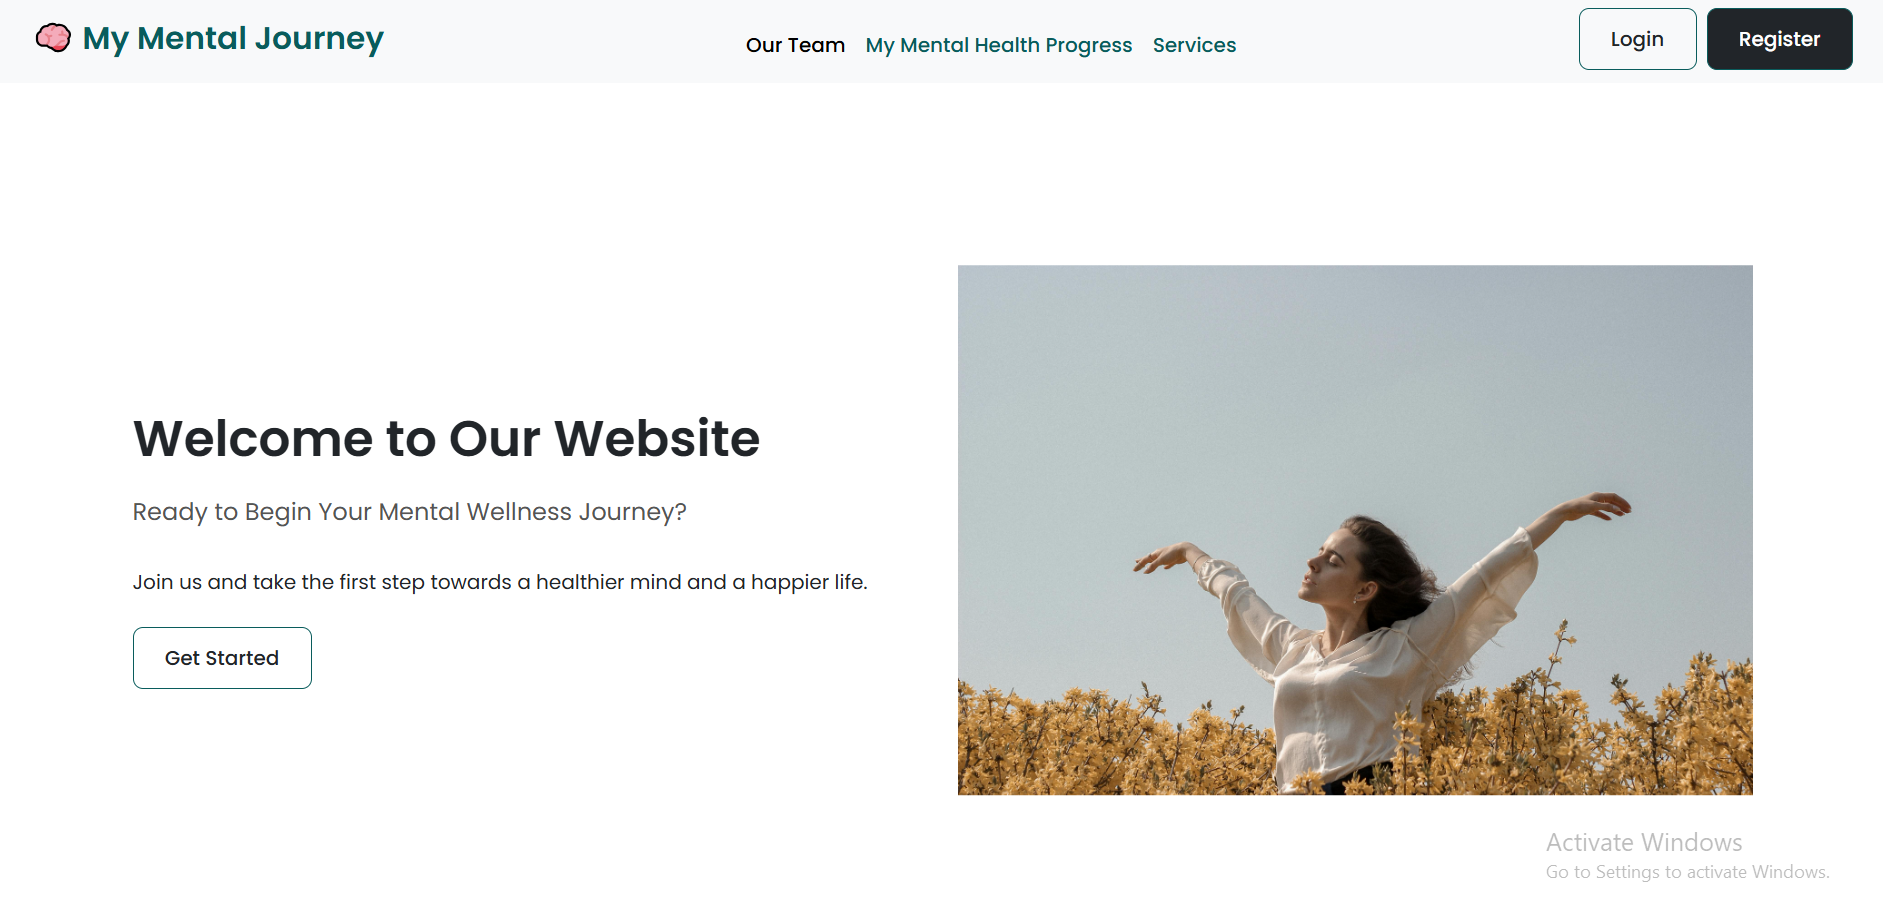 My Mental Journey
Our Team
My Mental Health Progress
Services
Login
Register
Welcome to Our Website
Ready to Begin Your Mental Wellness Journey?
Join us and take the first step towards a healthier mind and a happier life.
Get Started
Activate Windows
Go to Settings to activate Windows.